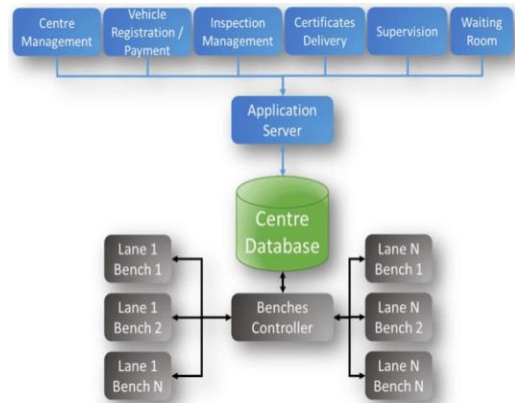 Centre
Management
Vehicle
Registration /
Payment
Inspection
Management
Certificates
Delivery
Supervision
Waiting
Room
Application
Server
Centre
Database
Lane 1
Bench 1
Lane N
Bench 1
Lane 1
Bench 2
Benches
Controller
Lane N
Bench 2
Lane 1
Bench N
Lane N
Bench N